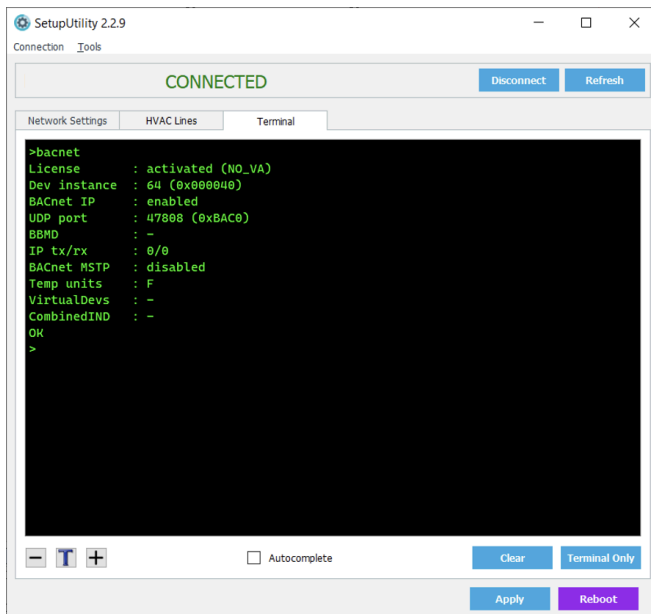 SetupUtility 2.2.9
Connection Tools
CONNECTED
Disconnect
Refresh
Network Settings
HVAC Lines
Terminal
>bacnet
License : activated (NO_VA)
Dev instance : 64 (0x000040)
BACnet IP : enabled
UDP port : 47808 (0xBAC0)
BBMD : –
IP tx/rx : 0/0
BACnet MSTP : disabled
Temp units : F
VirtualDevs : –
CombinedIND : –
OK
>
T
Autocomplete
Clear
Terminal Only
Apply
Reboot